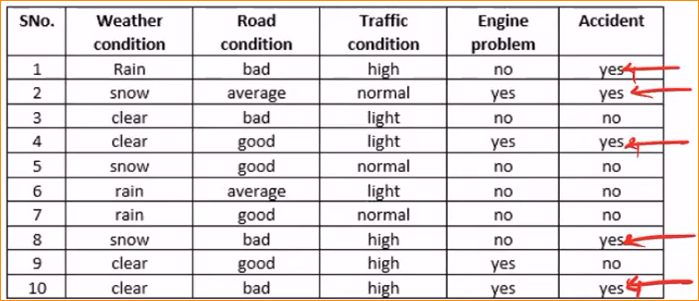 SNo. Weather condition Road condition Traffic condition Engine problem Accident
1 Rain bad high no yes
2 snow average normal yes yes
3 clear bad light no no
4 clear good light yes yes
5 snow good normal no no
6 rain average light no no
7 rain good normal no no
8 snow bad high no yes
9 clear good high yes no
10 clear bad high yes yes